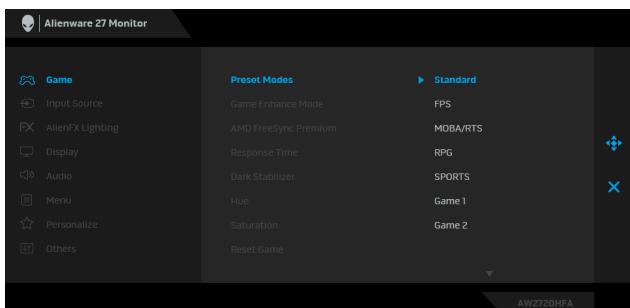 Alienware 27 Monitor
Game
Input Source
FX AlienFX Lighting
Display
Audio
Menu
Personalize
Others
Preset Modes
Game Enhance Mode
AMD FreeSync Premium
Response Time
Dark Stabilizer
Hue
Saturation
Reset Game
Standard
FPS
MOBA/RTS
RPG
SPORTS
Game 1
Game 2
AW2720HFA